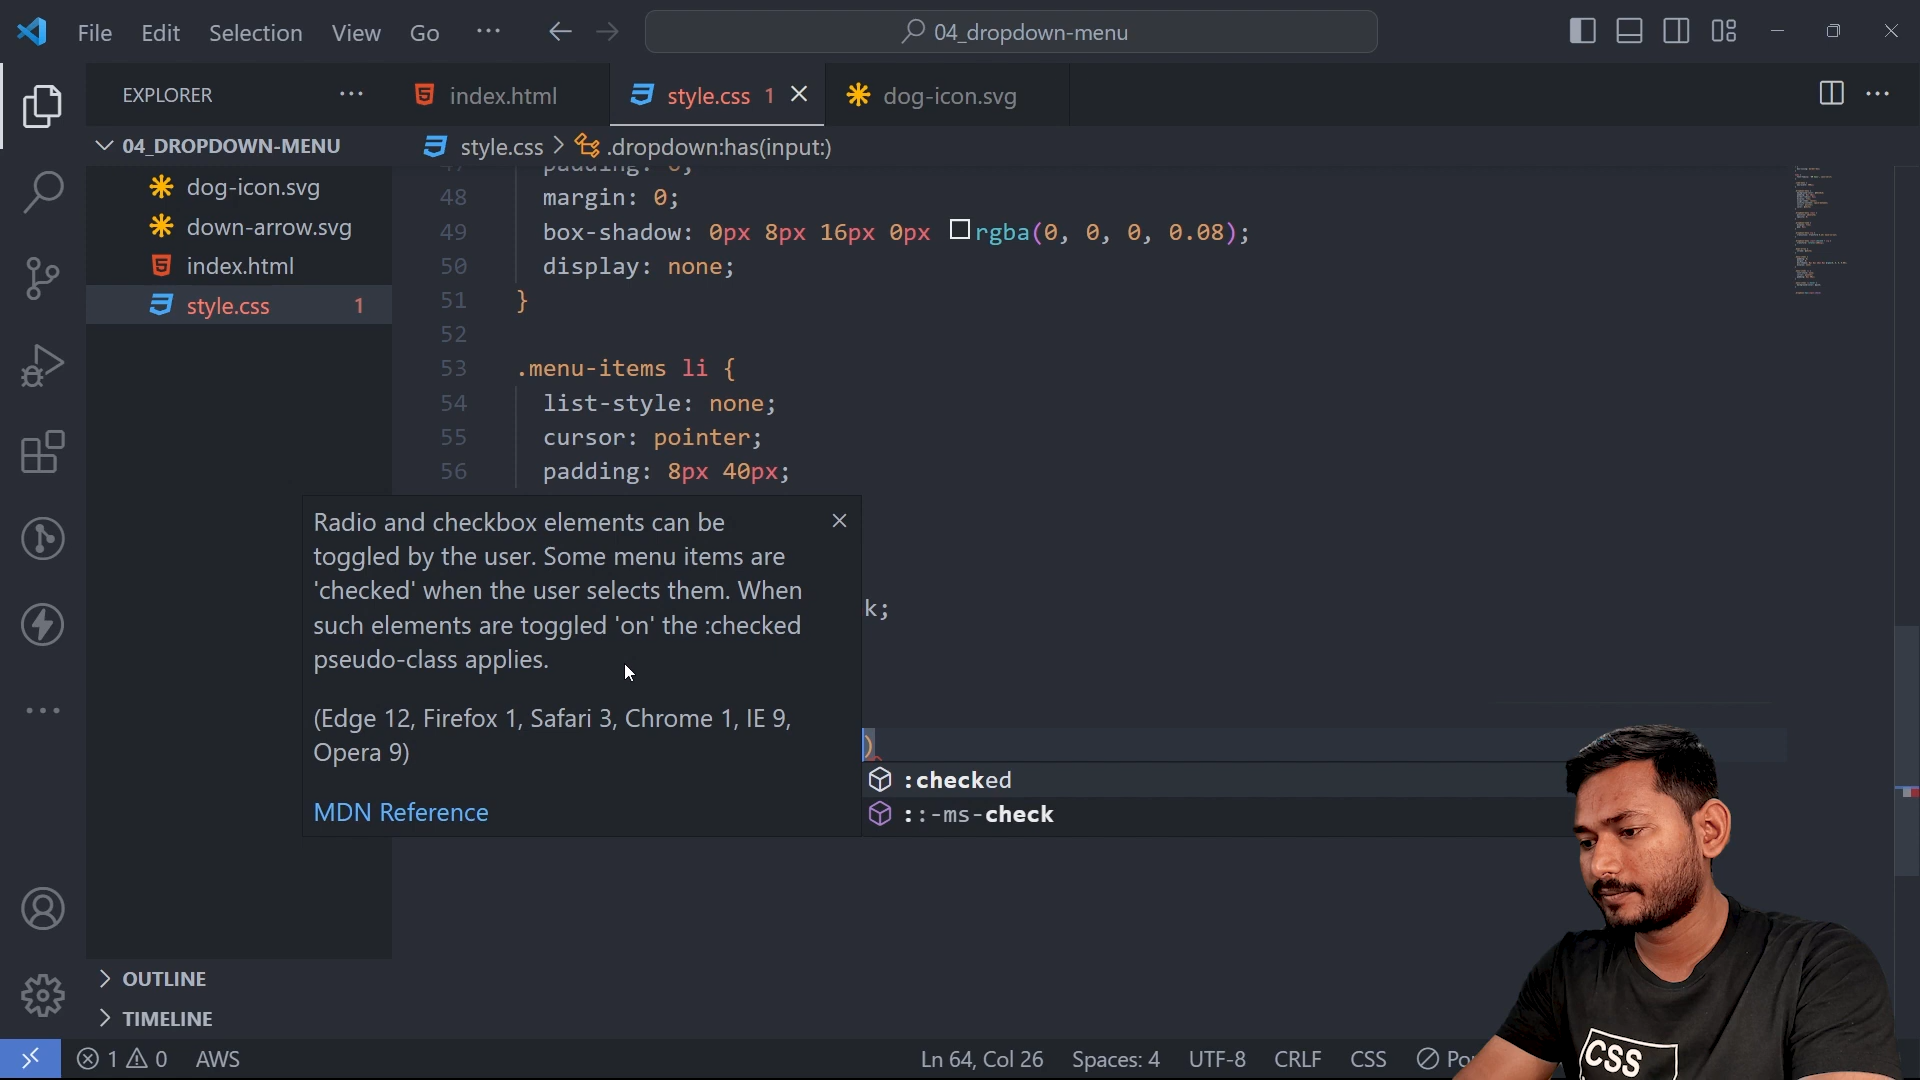 File Edit Selection View Go ··· 04_dropdown-menu
EXPLORER ··· index.html style.css 1 dog-icon.svg ···
04_DROPDOWN-MENU
style.css > .dropdown:has(input:)
dog-icon.svg
down-arrow.svg
index.html
style.css 1
48 margin: 0;
49 box-shadow: 0px 8px 16px 0px rgba(0, 0, 0, 0.08);
50 display: none;
51 }
52
53 .menu-items li {
54 list-style: none;
55 cursor: pointer;
56 padding: 8px 40px;
Radio and checkbox elements can be
toggled by the user. Some menu items are
'checked' when the user selects them. When
such elements are toggled 'on' the :checked
pseudo-class applies.
(Edge 12, Firefox 1, Safari 3, Chrome 1, IE 9,
Opera 9)
MDN Reference
k;
)
:checked
::-ms-check
OUTLINE
TIMELINE
1 0 AWS Ln 64, Col 26 Spaces: 4 UTF-8 CRLF CSS
CSS